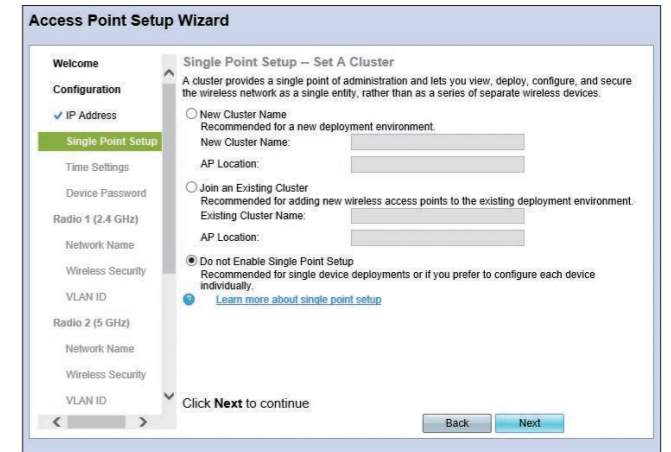 Access Point Setup Wizard
Welcome
Configuration
IP Address
Single Point Setup
Time Settings
Device Password
Radio 1 (2.4 GHz)
Network Name
Wireless Security
VLAN ID
Radio 2 (5 GHz)
Network Name
Wireless Security
VLAN ID
Single Point Setup -- Set A Cluster
A cluster provides a single point of administration and lets you view, deploy, configure, and secure
the wireless network as a single entity, rather than as a series of separate wireless devices.
New Cluster Name
Recommended for a new deployment environment.
New Cluster Name:
AP Location:
Join an Existing Cluster
Recommended for adding new wireless access points to the existing deployment environment.
Existing Cluster Name:
AP Location:
Do not Enable Single Point Setup
Recommended for single device deployments or if you prefer to configure each device
individually.
? Learn more about single point setup
Click Next to continue
Back
Next